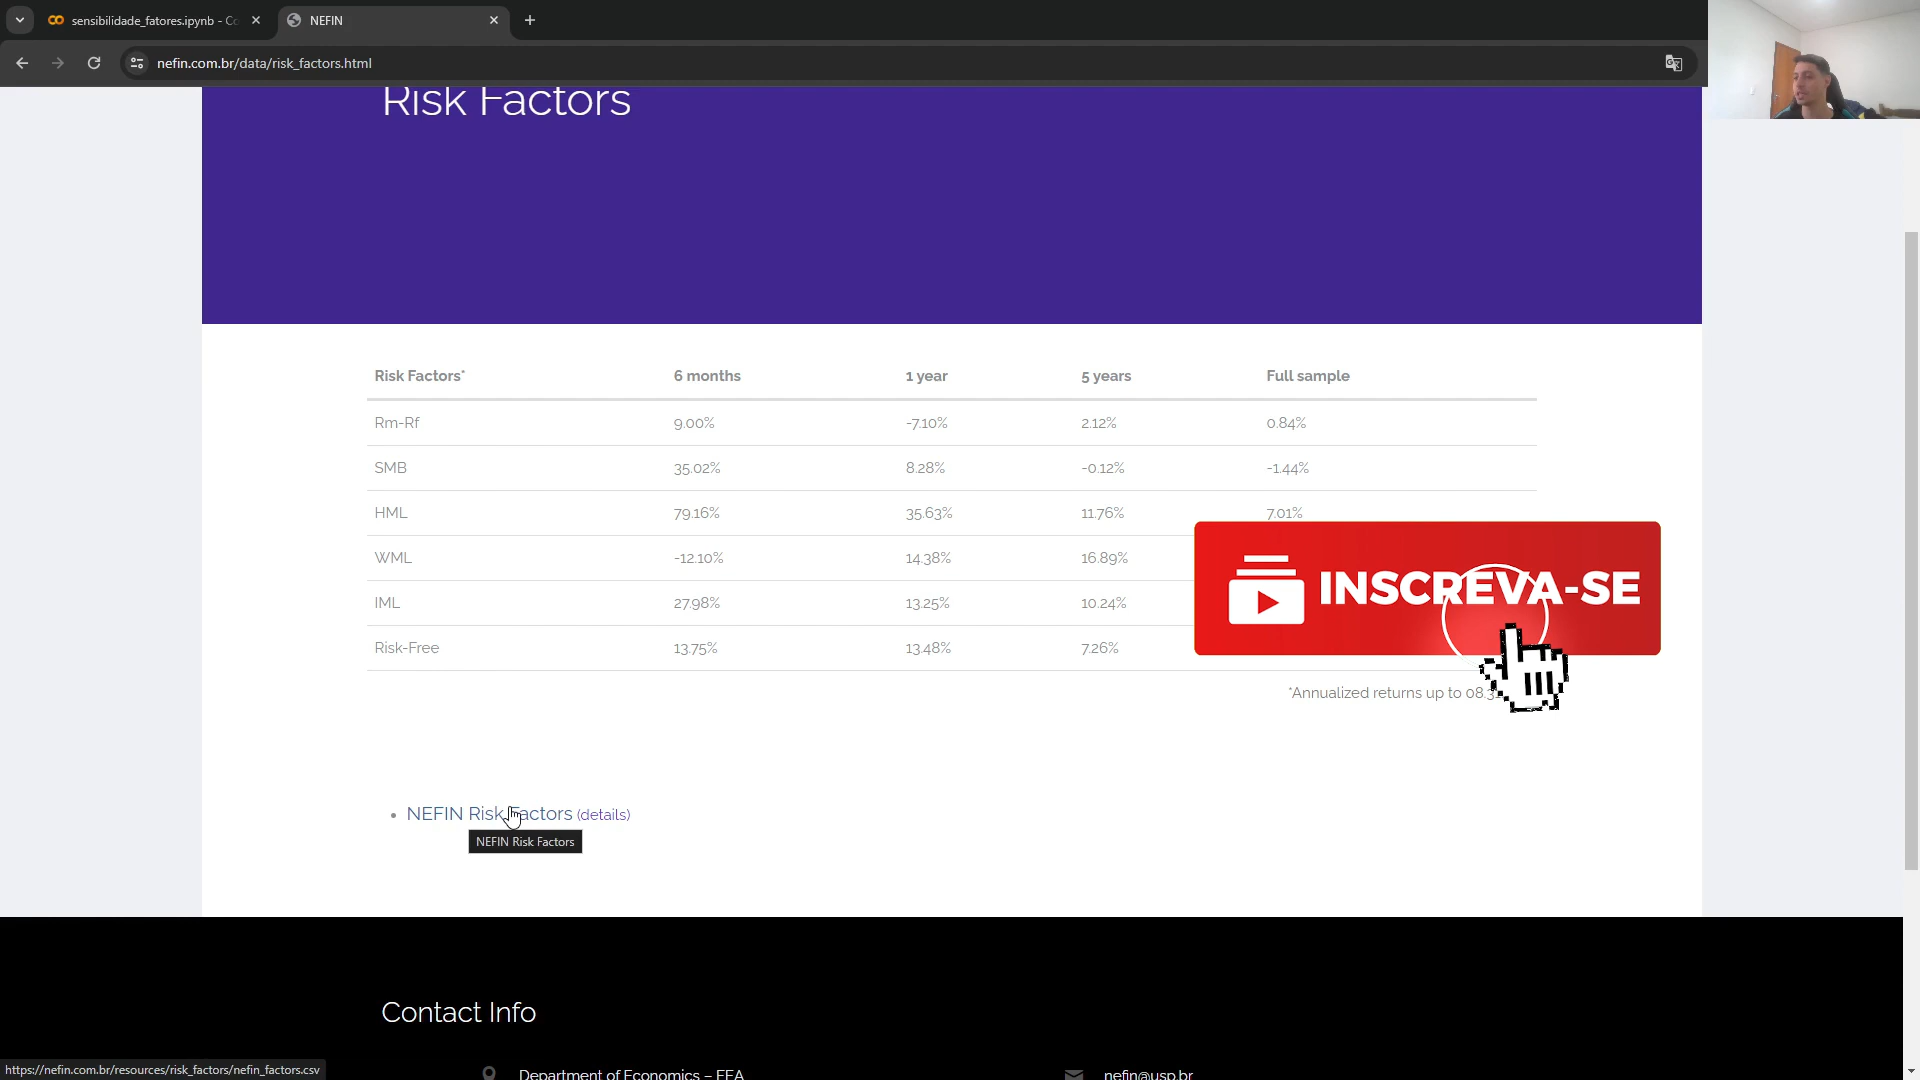 sensibilidade_fatores.ipynb - Co
NEFIN
nefin.com.br/data/risk_factors.html
Risk Factors
Risk Factors* 6 months 1 year 5 years Full sample
Rm-Rf 9.00% -7.10% 2.12% 0.84%
SMB 35.02% 8.28% -0.12% -1.44%
HML 79.16% 35.63% 11.76% 7.01%
WML -12.10% 14.38% 16.89%
IML 27.98% 13.25% 10.24%
Risk-Free 13.75% 13.48% 7.26%
INSCREVA-SE
*Annualized returns up to 08.3
NEFIN Risk Factors (details)
NEFIN Risk Factors
Contact Info
Department of Economics – FEA
nefin@usp.br
https://nefin.com.br/resources/risk_factors/nefin_factors.csv